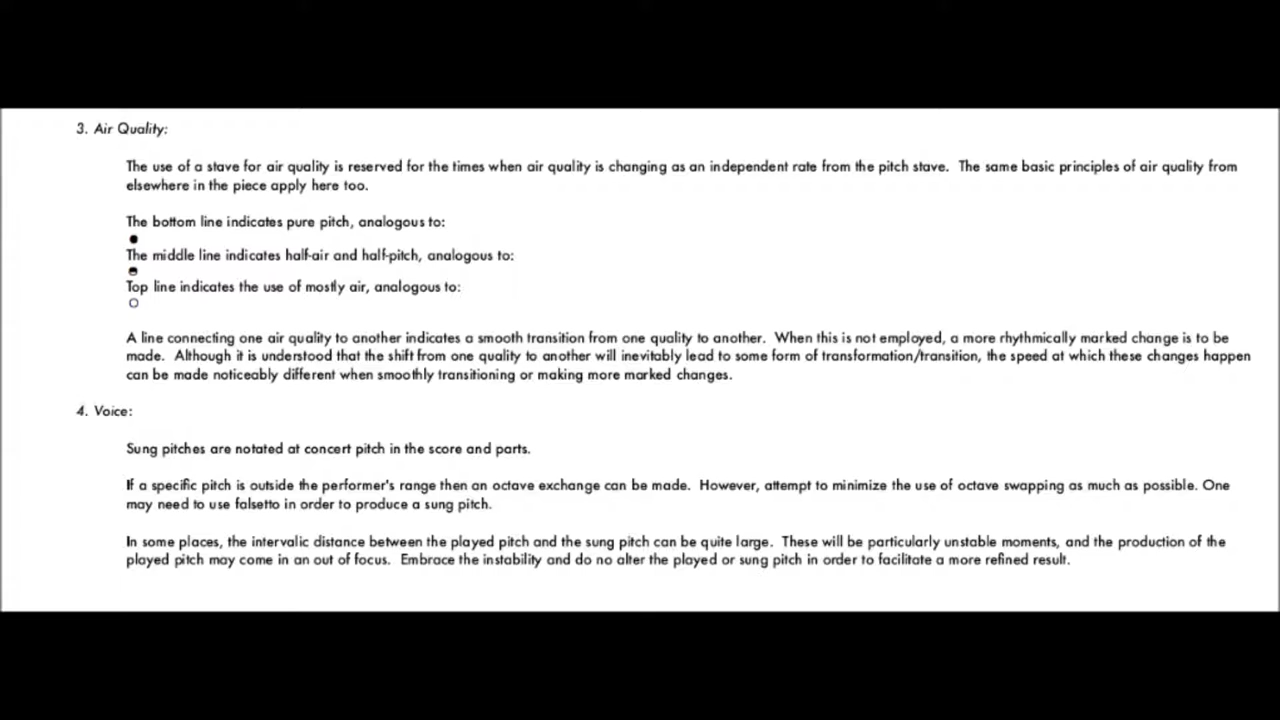 3. Air Quality:
The use of a stave for air quality is reserved for the times when air quality is changing as an independent rate from the pitch stave. The same basic principles of air quality from
elsewhere in the piece apply here too.
The bottom line indicates pure pitch, analogous to:
The middle line indicates half-air and half-pitch, analogous to:
Top line indicates the use of mostly air, analogous to:
A line connecting one air quality to another indicates a smooth transition from one quality to another. When this is not employed, a more rhythmically marked change is to be
made. Although it is understood that the shift from one quality to another will inevitably lead to some form of transformation/transition, the speed at which these changes happen
can be made noticeably different when smoothly transitioning or making more marked changes.
4. Voice:
Sung pitches are notated at concert pitch in the score and parts.
If a specific pitch is outside the performer's range then an octave exchange can be made. However, attempt to minimize the use of octave swapping as much as possible. One
may need to use falsetto in order to produce a sung pitch.
In some places, the intervalic distance between the played pitch and the sung pitch can be quite large. These will be particularly unstable moments, and the production of the
played pitch may come in an out of focus. Embrace the instability and do no alter the played or sung pitch in order to facilitate a more refined result.